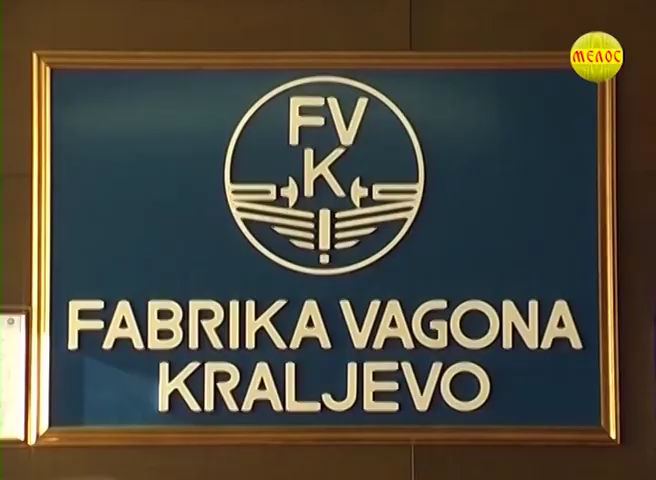 МЕЛОС
FV
K
FABRIKA VAGONA
KRALJEVO